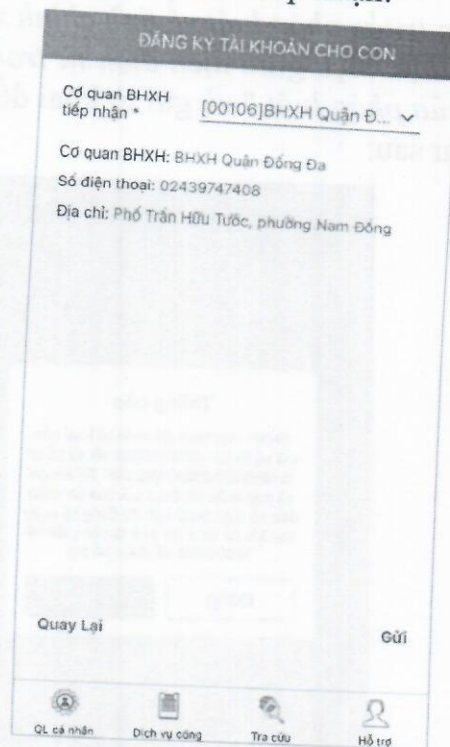 ĐĂNG KÝ TÀI KHOẢN CHO CON
Cơ quan BHXH
tiếp nhận *
[00106]BHXH Quận Đ...
Cơ quan BHXH: BHXH Quận Đống Đa
Số điện thoại: 02439747408
Địa chỉ: Phố Trần Hữu Tước, phường Nam Đồng
Quay Lại
Gửi
QL cá nhân
Dịch vụ công
Tra cứu
Hỗ trợ